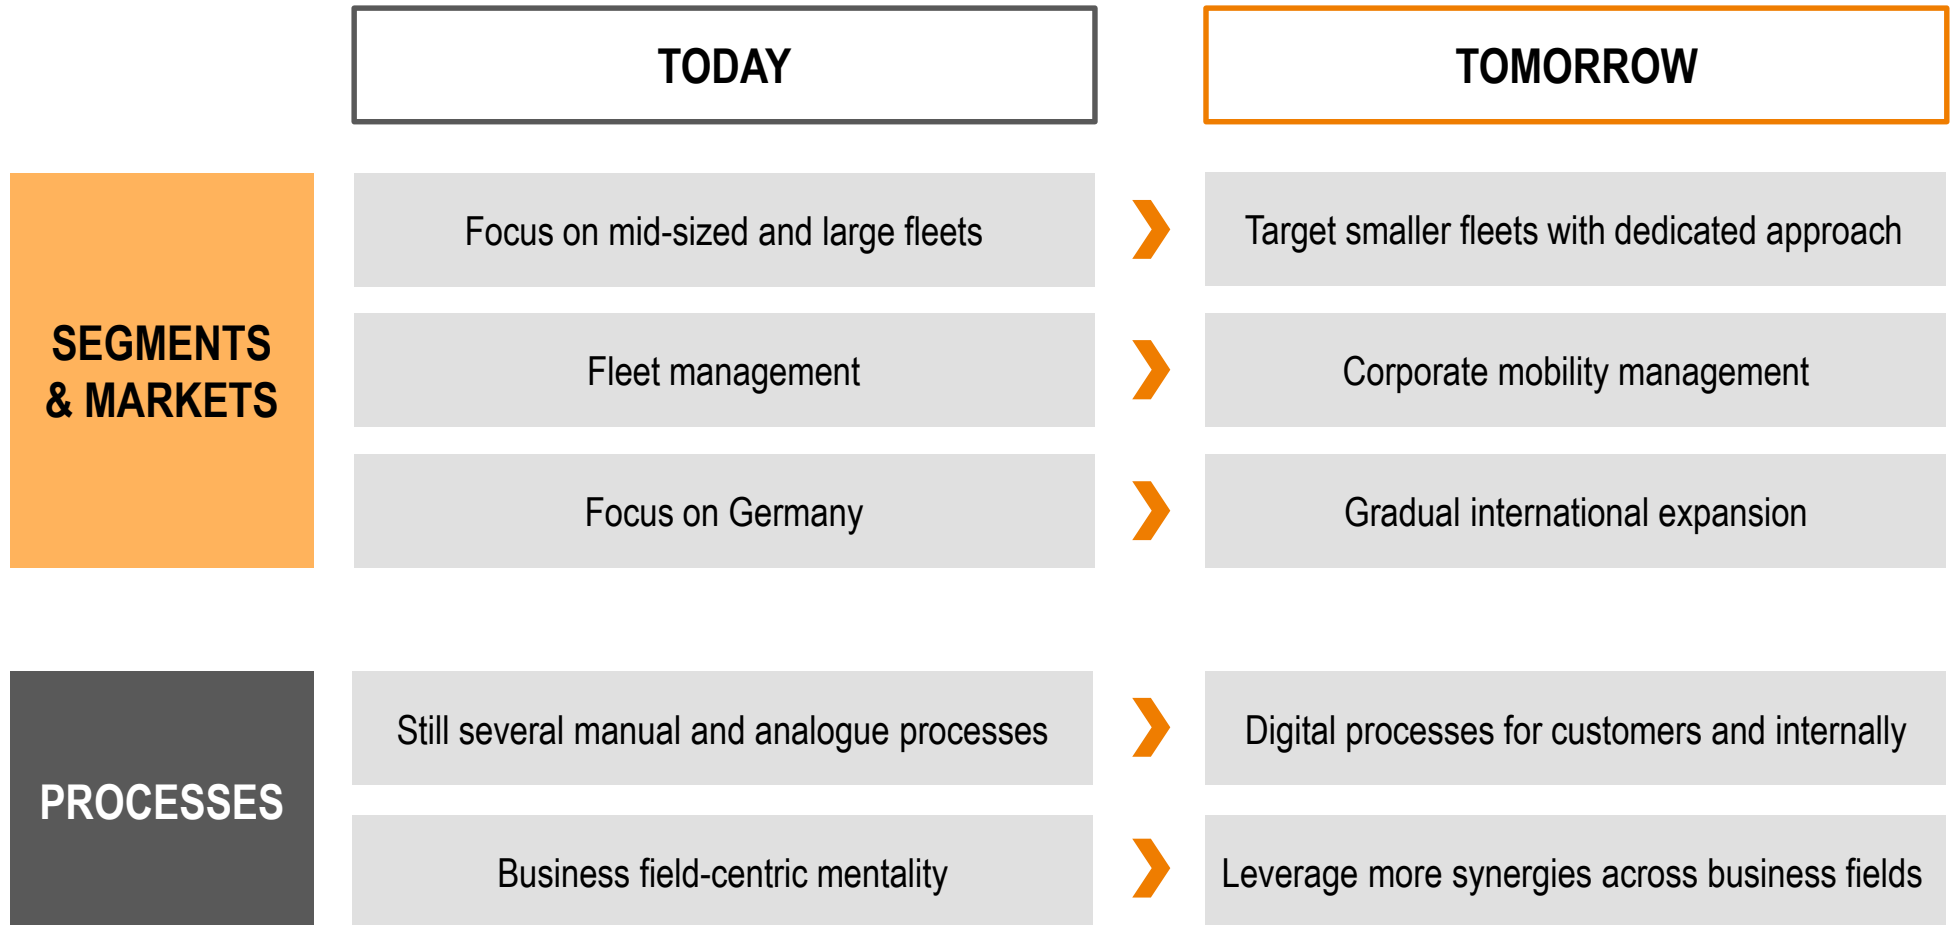 TODAY
TOMORROW
SEGMENTS
& MARKETS
Focus on mid-sized and large fleets
Target smaller fleets with dedicated approach
Fleet management
Corporate mobility management
Focus on Germany
Gradual international expansion
PROCESSES
Still several manual and analogue processes
Digital processes for customers and internally
Business field-centric mentality
Leverage more synergies across business fields